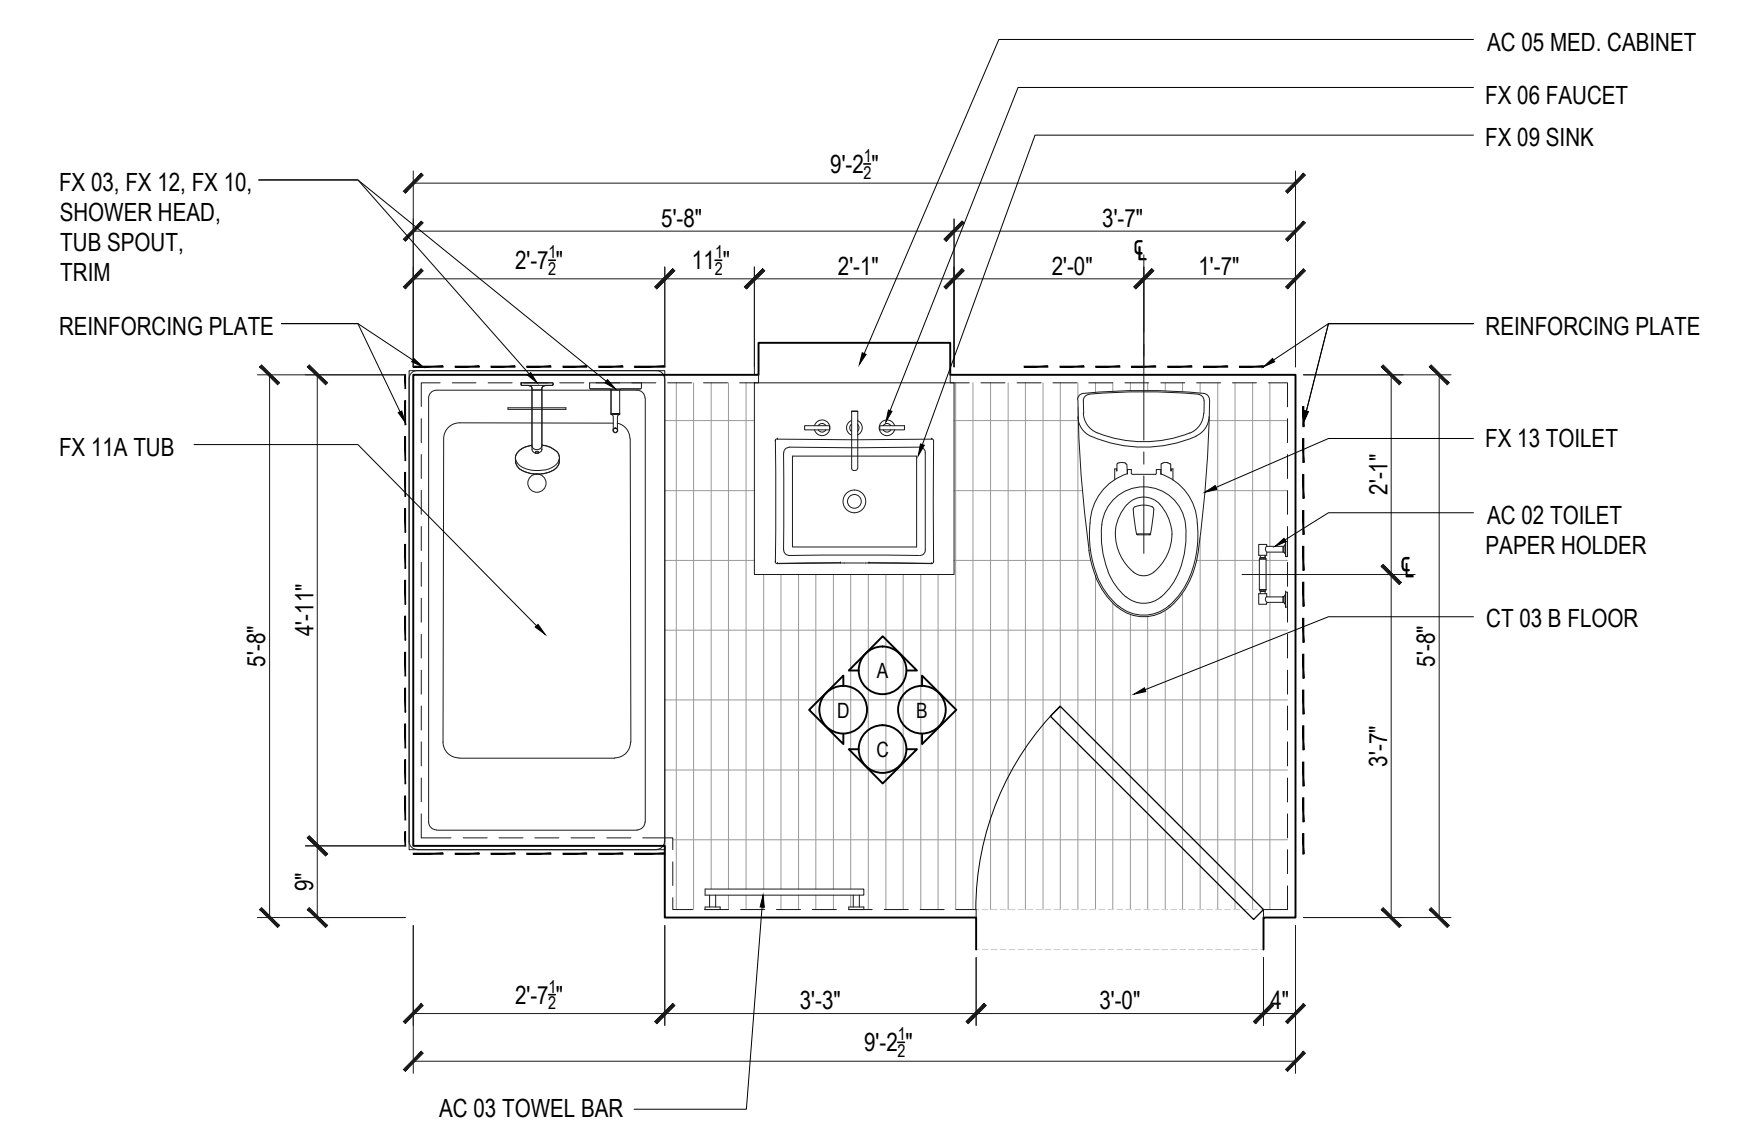 AC 05 MED. CABINET
FX 06 FAUCET
FX 09 SINK
9'-2½"
FX 03, FX 12, FX 10,
SHOWER HEAD,
TUB SPOUT,
TRIM
5'-8"
3'-7"
℄
2'-7½"
11½"
2'-1"
2'-0"
1'-7"
REINFORCING PLATE
REINFORCING PLATE
FX 11A TUB
FX 13 TOILET
2'-1"
AC 02 TOILET
PAPER HOLDER
℄
4'-11"
5'-8"
CT 03 B FLOOR
5'-8"
A
D
B
C
3'-7"
9"
2'-7½"
3'-3"
3'-0"
4"
9'-2½"
AC 03 TOWEL BAR